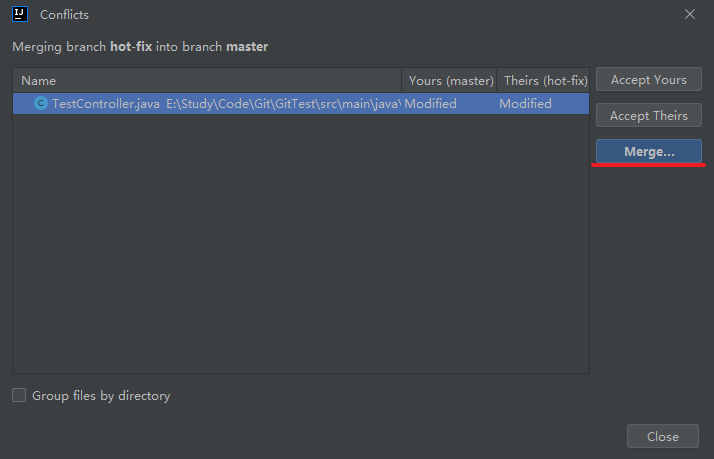 IJ Conflicts
Merging branch hot-fix into branch master
Name Yours (master) Theirs (hot-fix)
C TestController.java E:\Study\Code\Git\GitTest\src\main\java\ Modified Modified
Accept Yours
Accept Theirs
Merge...
Group files by directory
Close